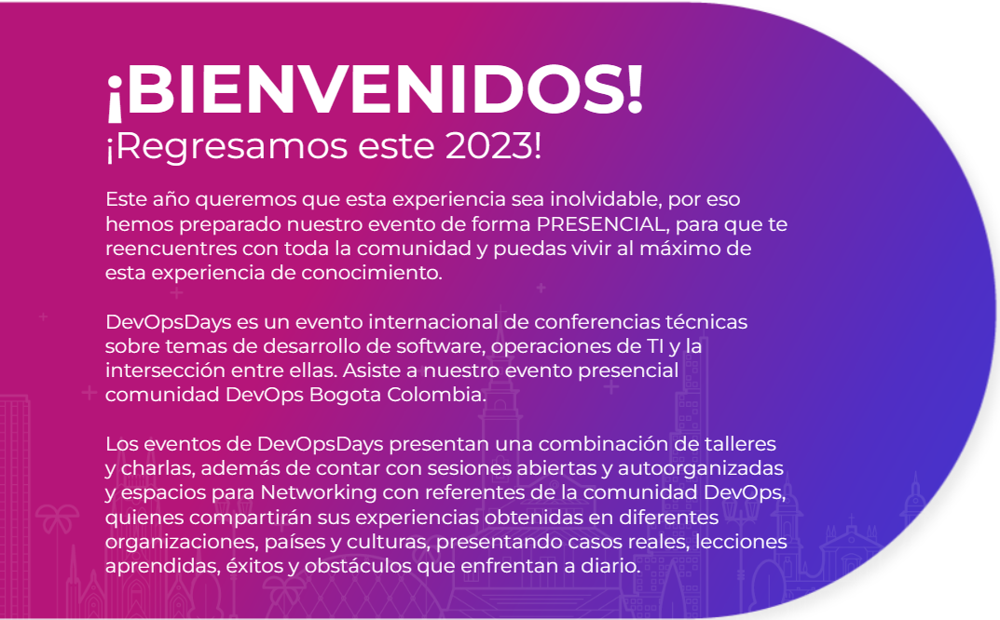 ¡BIENVENIDOS!
¡Regresamos este 2023!
Este año queremos que esta experiencia sea inolvidable, por eso
hemos preparado nuestro evento de forma PRESENCIAL, para que te
reencuentres con toda la comunidad y puedas vivir al máximo de
esta experiencia de conocimiento.
DevOpsDays es un evento internacional de conferencias técnicas
sobre temas de desarrollo de software, operaciones de TI y la
intersección entre ellas. Asiste a nuestro evento presencial
comunidad DevOps Bogota Colombia.
Los eventos de DevOpsDays presentan una combinación de talleres
y charlas, además de contar con sesiones abiertas y autoorganizadas
y espacios para Networking con referentes de la comunidad DevOps,
quienes compartirán sus experiencias obtenidas en diferentes
organizaciones, países y culturas, presentando casos reales, lecciones
aprendidas, éxitos y obstáculos que enfrentan a diario.